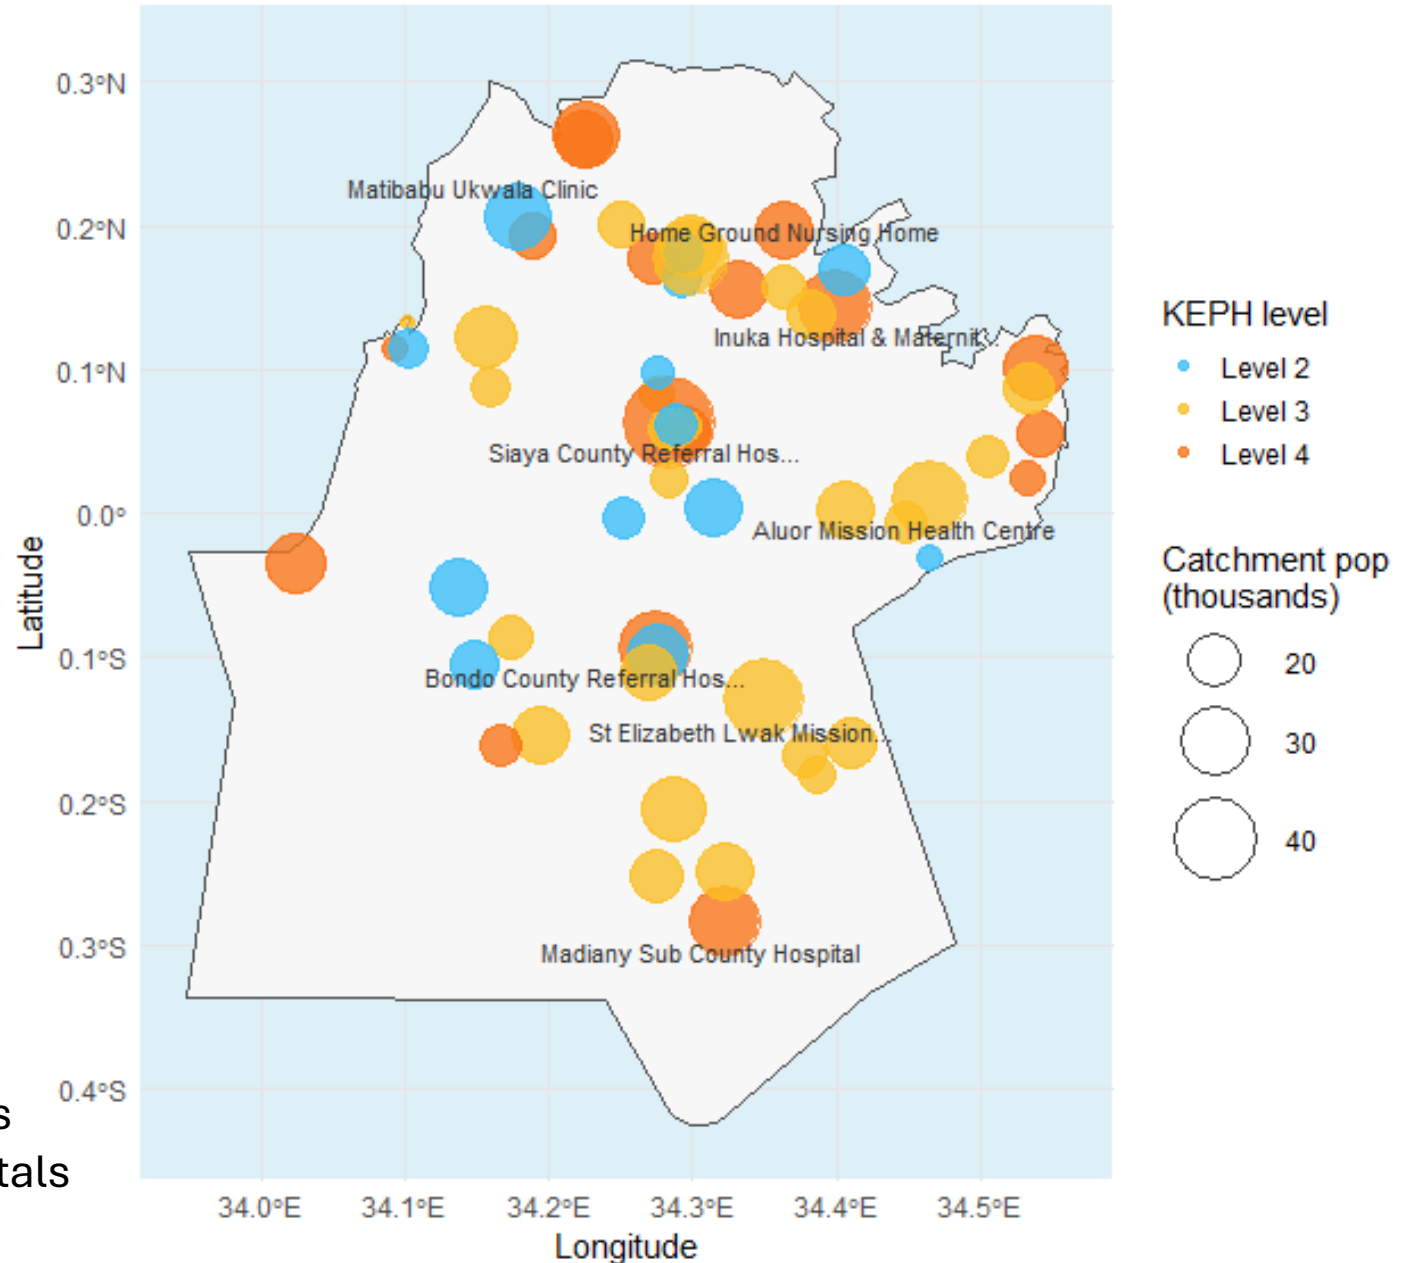 0.3°N
Matibabu Ukwala Clinic
0.2°N
Home Ground Nursing Home
KEPH level
Inuka Hospital & Maternit...
Level 2
0.1°N
Level 3
Siaya County Referral Hos...
Level 4
0.0°
Aluor Mission Health Centre
Latitude
Catchment pop
(thousands)
0.1°S
20
Bondo County Referral Hos...
St Elizabeth Lwak Mission...
30
0.2°S
40
0.3°S
Madiany Sub County Hospital
0.4°S
s
tals
34.0°E 34.1°E 34.2°E 34.3°E 34.4°E 34.5°E
Longitude